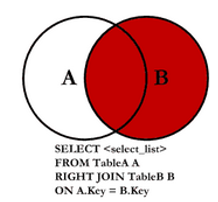 A B
SELECT <select_list>
FROM TableA A
RIGHT JOIN TableB B
ON A.Key = B.Key